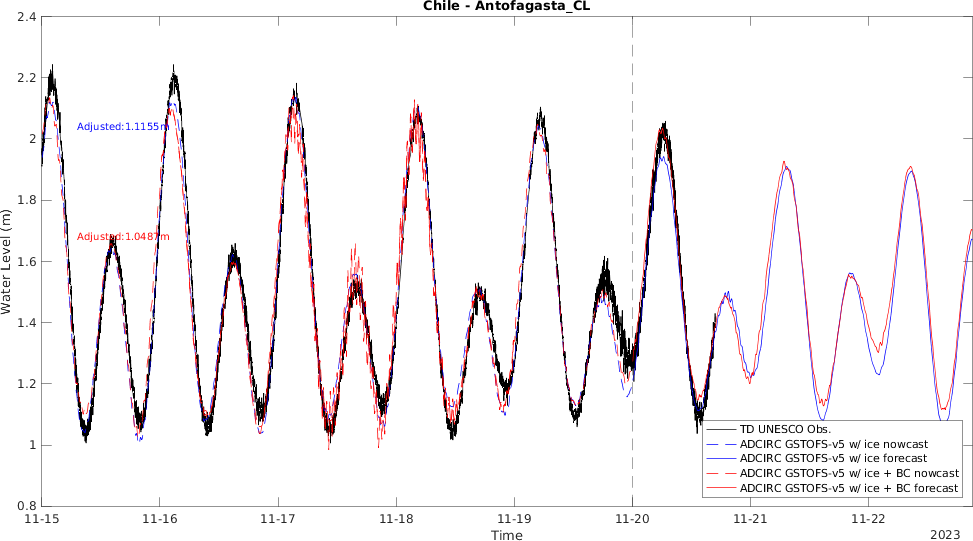 Chile - Antofagasta_CL
2.4
2.2
2
1.8
1.6
1.4
1.2
1
0.8
Water Level (m)
Adjusted:1.1155m
Adjusted:1.0487m
TD UNESCO Obs.
ADCIRC GSTOFS-v5 w/ ice nowcast
ADCIRC GSTOFS-v5 w/ ice forecast
ADCIRC GSTOFS-v5 w/ ice + BC nowcast
ADCIRC GSTOFS-v5 w/ ice + BC forecast
11-15 11-16 11-17 11-18 11-19 11-20 11-21 11-22
Time
2023